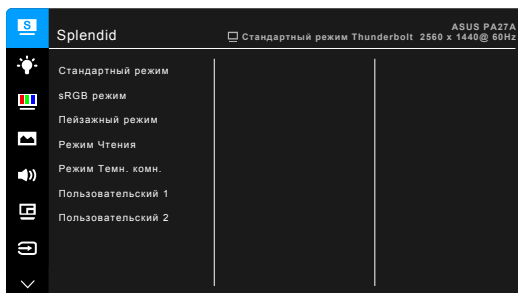 S
ASUS PA27A
Splendid
Стандартный режим Thunderbolt 2560 x 1440@ 60Hz
Стандартный режим
sRGB режим
Пейзажный режим
Режим Чтения
Режим Темн. комн.
Пользовательский 1
Пользовательский 2